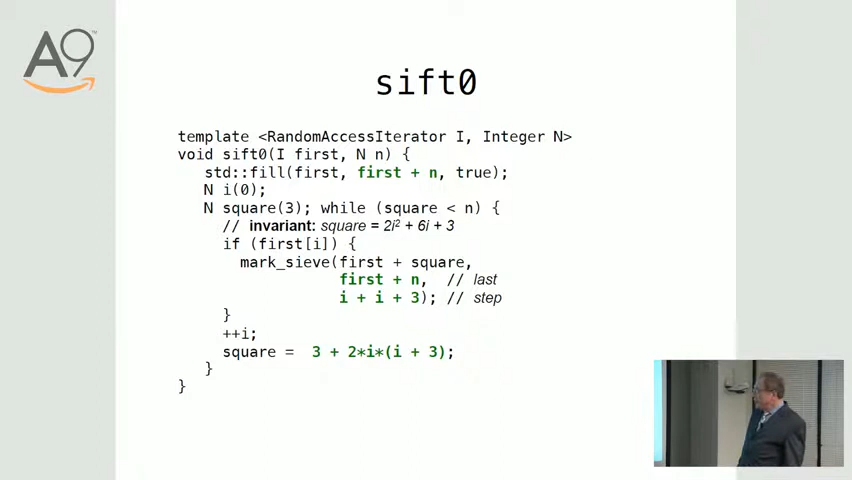 A9™
sift0
template <RandomAccessIterator I, Integer N>
void sift0(I first, N n) {
std::fill(first, first + n, true);
N i(0);
N square(3); while (square < n) {
// invariant: square = 2i² + 6i + 3
if (first[i]) {
mark_sieve(first + square,
first + n, // last
i + i + 3); // step
}
++i;
square = 3 + 2*i*(i + 3);
}
}